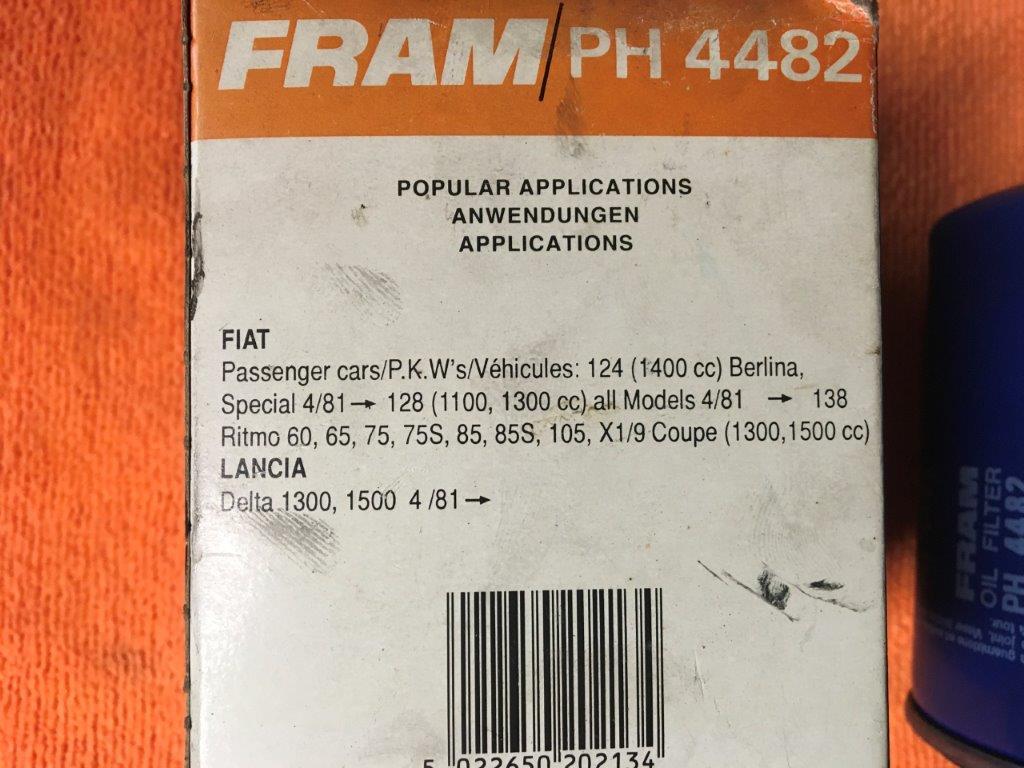 FRAM/PH 4482
POPULAR APPLICATIONS
ANWENDUNGEN
APPLICATIONS
FIAT
Passenger cars/P.K.W's/Véhicules: 124 (1400 cc) Berlina,
Special 4/81→ 128 (1100, 1300 cc) all Models 4/81 → 138
Ritmo 60, 65, 75, 75S, 85, 85S, 105, X1/9 Coupe (1300,1500 cc)
LANCIA
Delta 1300, 1500 4/81→
5 022650 202134
FRAM
OIL FILTER
PH 4482